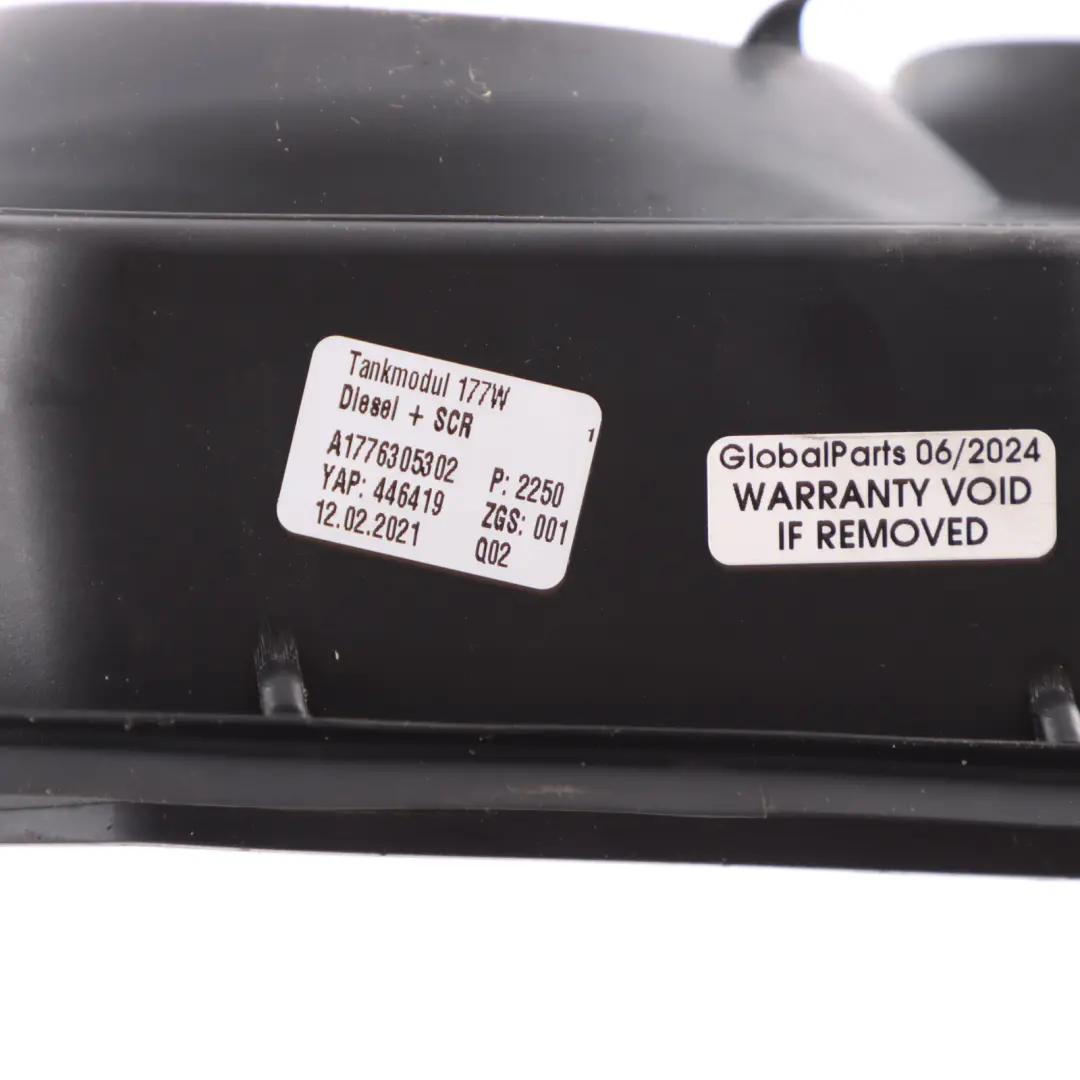 Tankmodul 177W
Diesel + SCR
1
A1776305302
P: 2250
YAP: 446419
ZGS: 001
12.02.2021
Q02
GlobalParts 06/2024
WARRANTY VOID
IF REMOVED